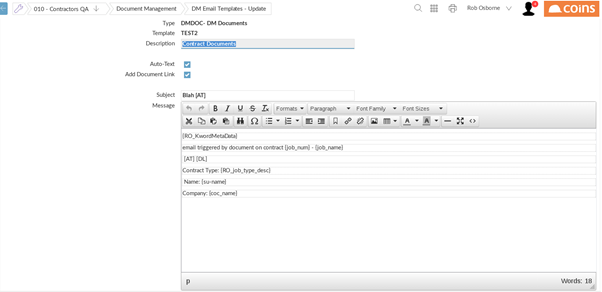 010 - Contractors QA
Document Management
DM Email Templates - Update
Rob Osborne
4
coins
Type DMDOC- DM Documents
Template TEST2
Description Contract Documents
Auto-Text
Add Document Link
Subject Blah [AT]
Message
B I U S Tx
Formats Paragraph Font Family Font Sizes
A A
{RO_KwordMetaData}
email triggered by document on contract {job_num} - {job_name}
[AT] [DL]
Contract Type: {RO_job_type_desc}
Name: {su-name}
Company: {coc_name}
p Words: 18